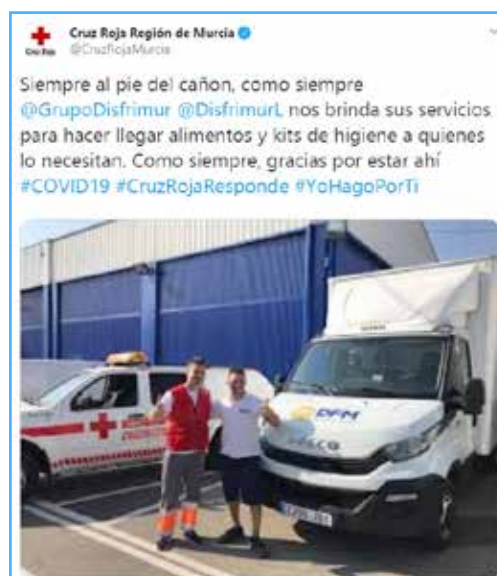 Cruz Roja Región de Murcia
@CruzRojaMurcia
Siempre al pie del cañon, como siempre
@GrupoDisfrimur @DisfrimurL nos brinda sus servicios
para hacer llegar alimentos y kits de higiene a quienes
lo necesitan. Como siempre, gracias por estar ahí
#COVID19 #CruzRojaResponde #YoHagoPorTi
DFM
IVECO